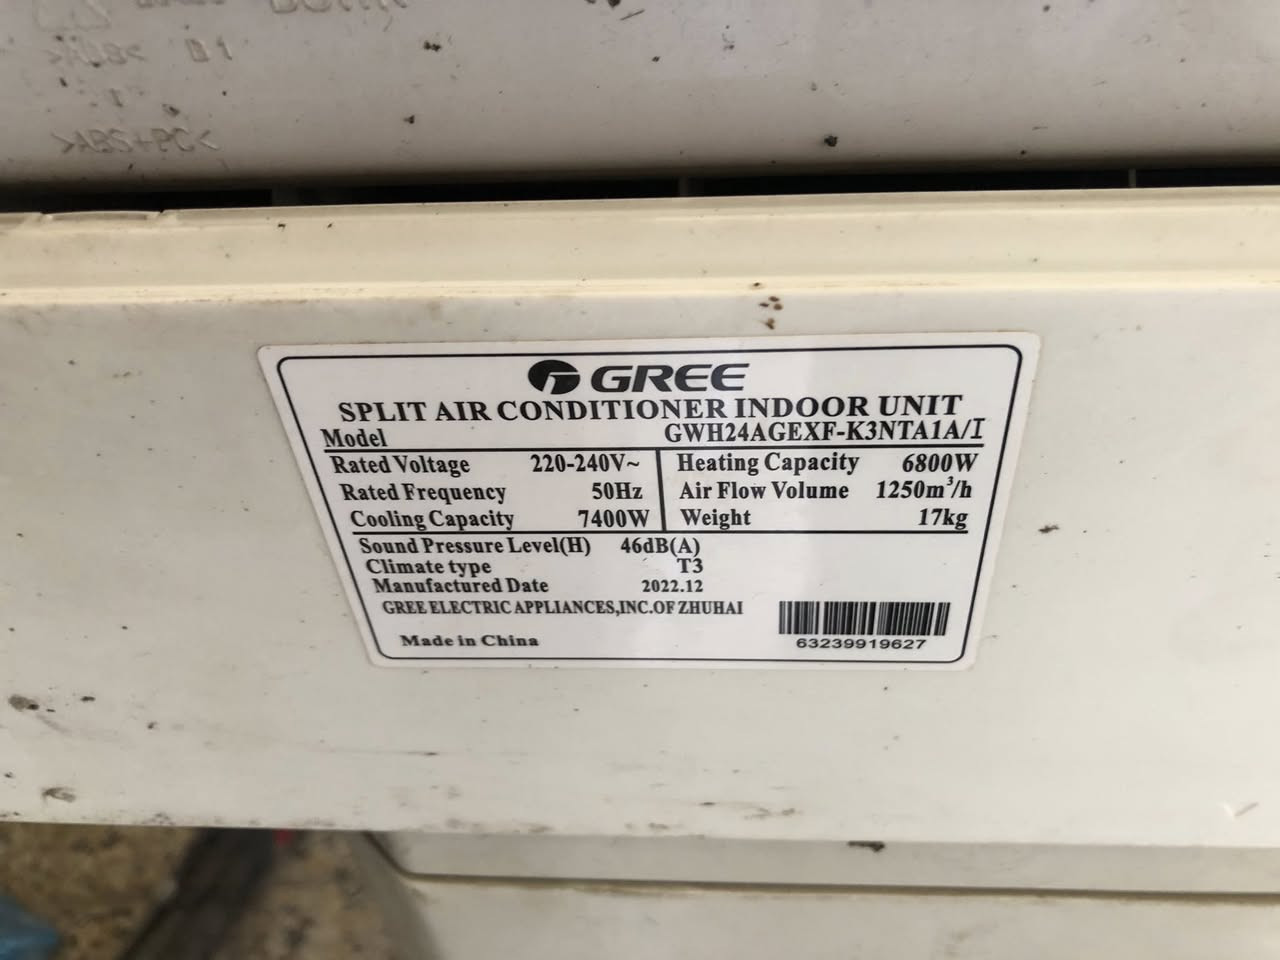 >ABS+PC<
GREE
SPLIT AIR CONDITIONER INDOOR UNIT
Model GWH24AGEXF-K3NTA1A/I
Rated Voltage 220-240V~ Heating Capacity 6800W
Rated Frequency 50Hz Air Flow Volume 1250m³/h
Cooling Capacity 7400W Weight 17kg
Sound Pressure Level(H) 46dB(A)
Climate type T3
Manufactured Date 2022.12
GREE ELECTRIC APPLIANCES,INC.OF ZHUHAI
Made in China
63239919627